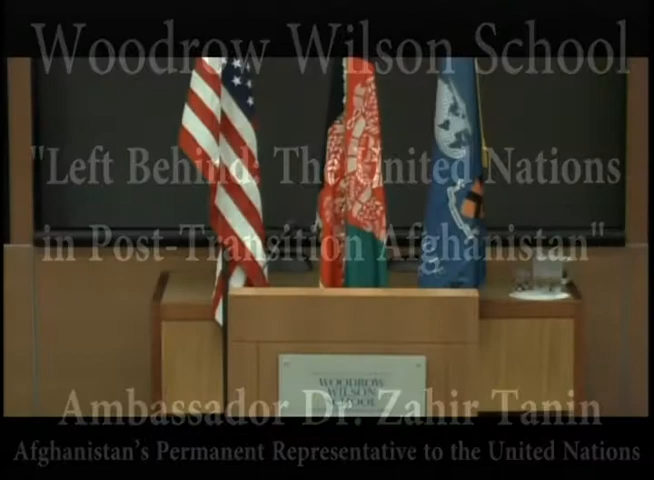 Woodrow Wilson School
"Left Behind? The United Nations
in Post-Transition Afghanistan"
WOODROW
WILSON
SCHOOL
Ambassador Dr. Zahir Tanin
Afghanistan's Permanent Representative to the United Nations